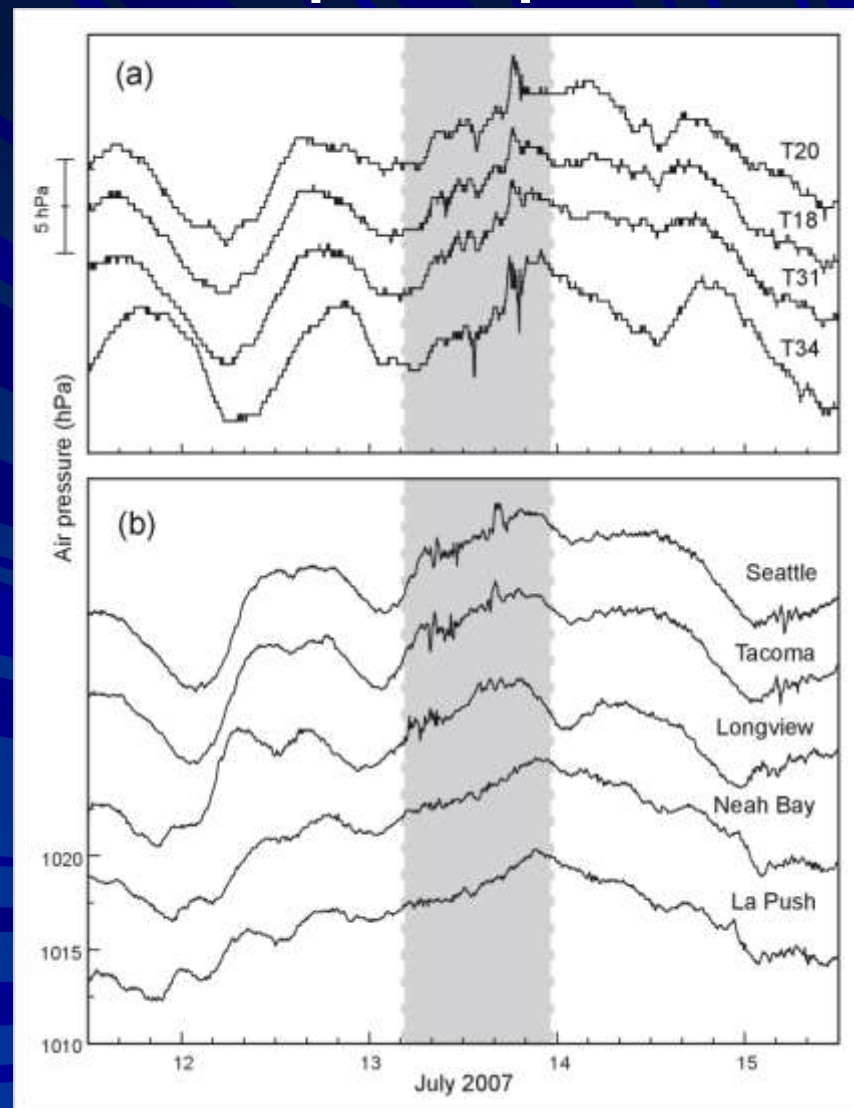 (a)
T20
T18
T31
T34
5 hPa
Air pressure (hPa)
(b)
Seattle
Tacoma
Longview
Neah Bay
La Push
1020
1015
1010
12 13 14 15
July 2007